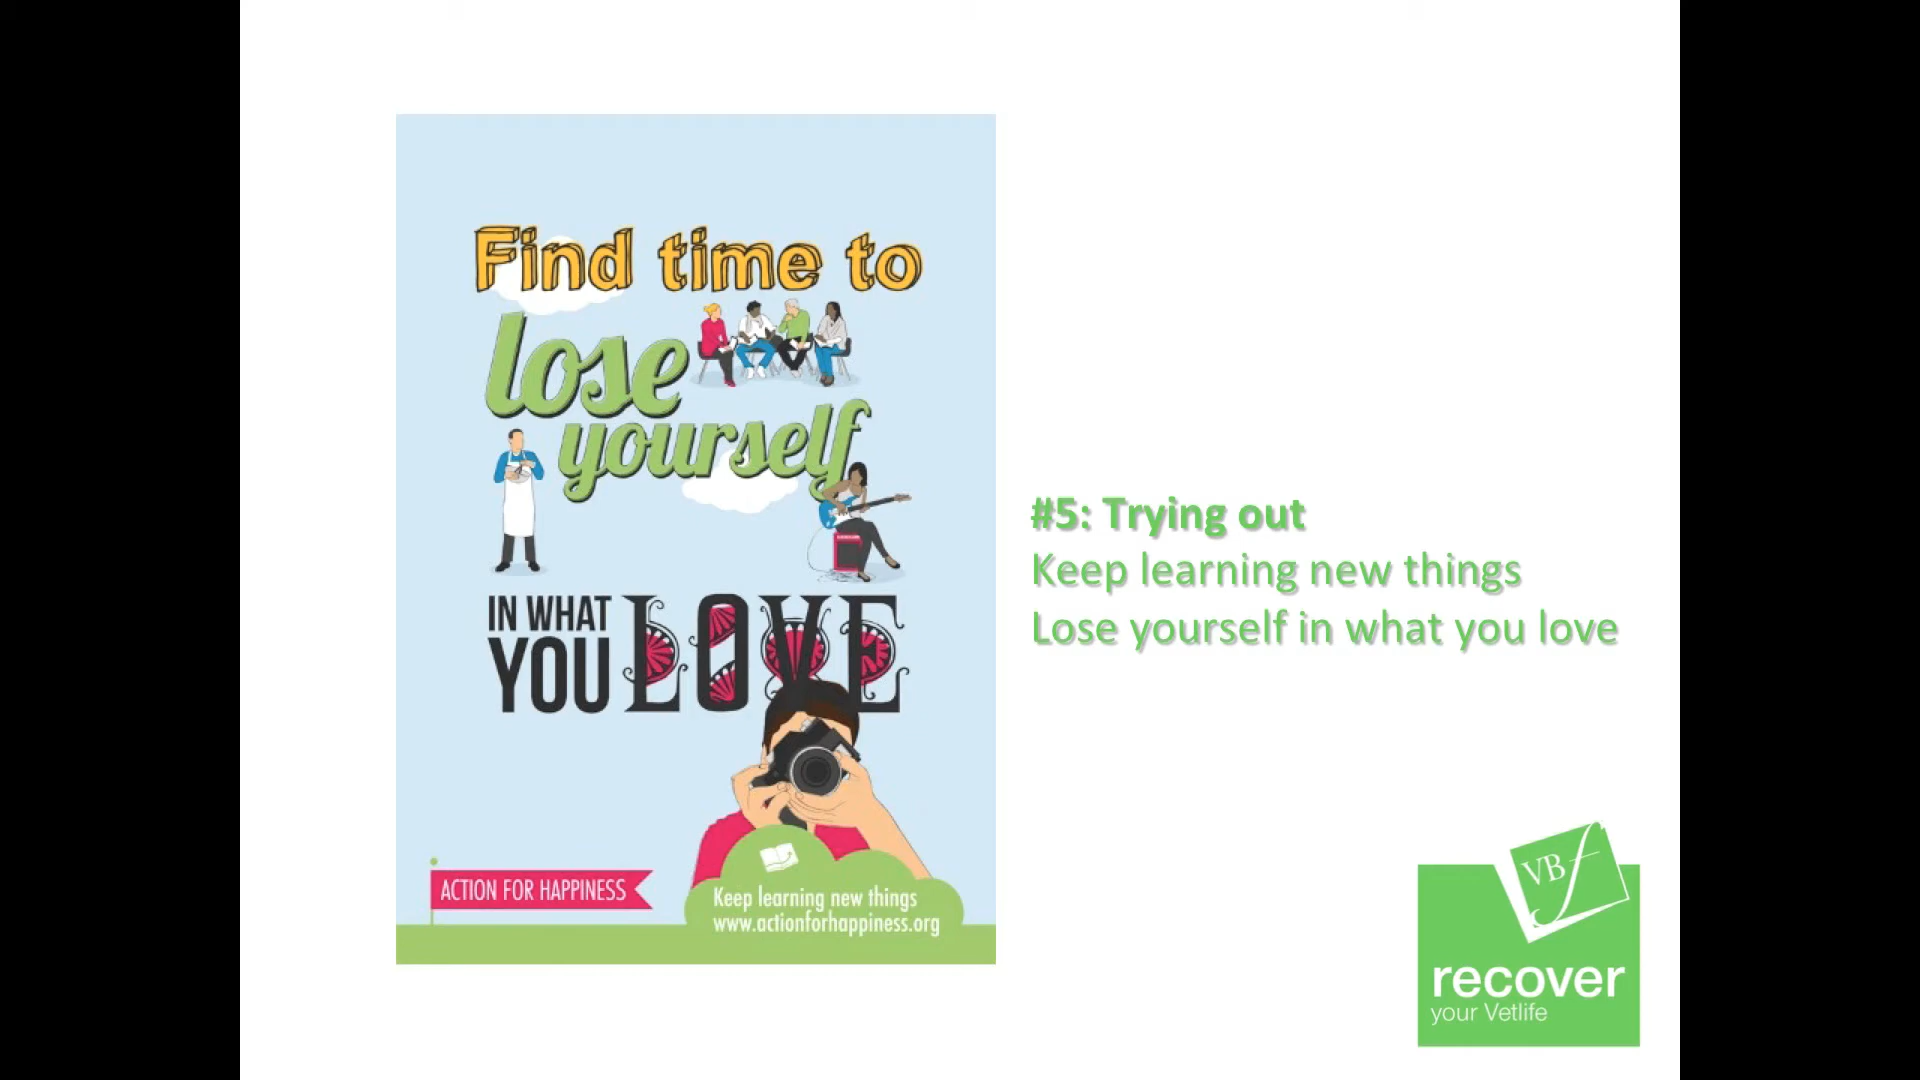 Find time to
lose
yourself
IN WHAT
YOU LOVE
ACTION FOR HAPPINESS
Keep learning new things
www.actionforhappiness.org
#5: Trying out
Keep learning new things
Lose yourself in what you love
VBf
recover
your Vetlife